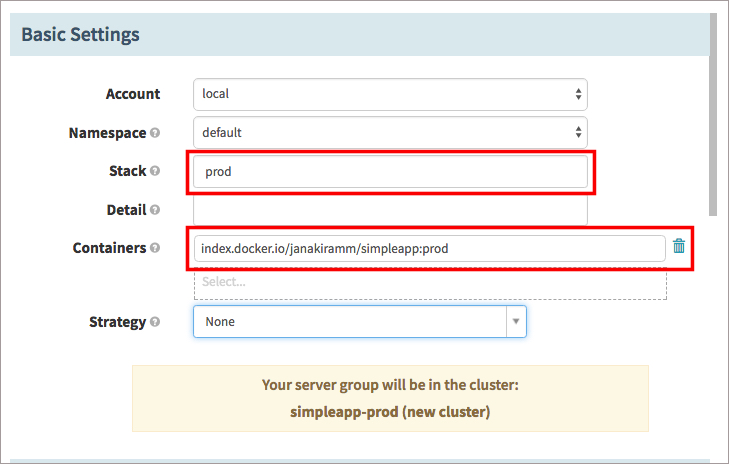 Basic Settings
Account local
Namespace ? default
Stack ? prod
Detail ?
Containers ? index.docker.io/janakiramm/simpleapp:prod
Select...
Strategy ? None
Your server group will be in the cluster:
simpleapp-prod (new cluster)